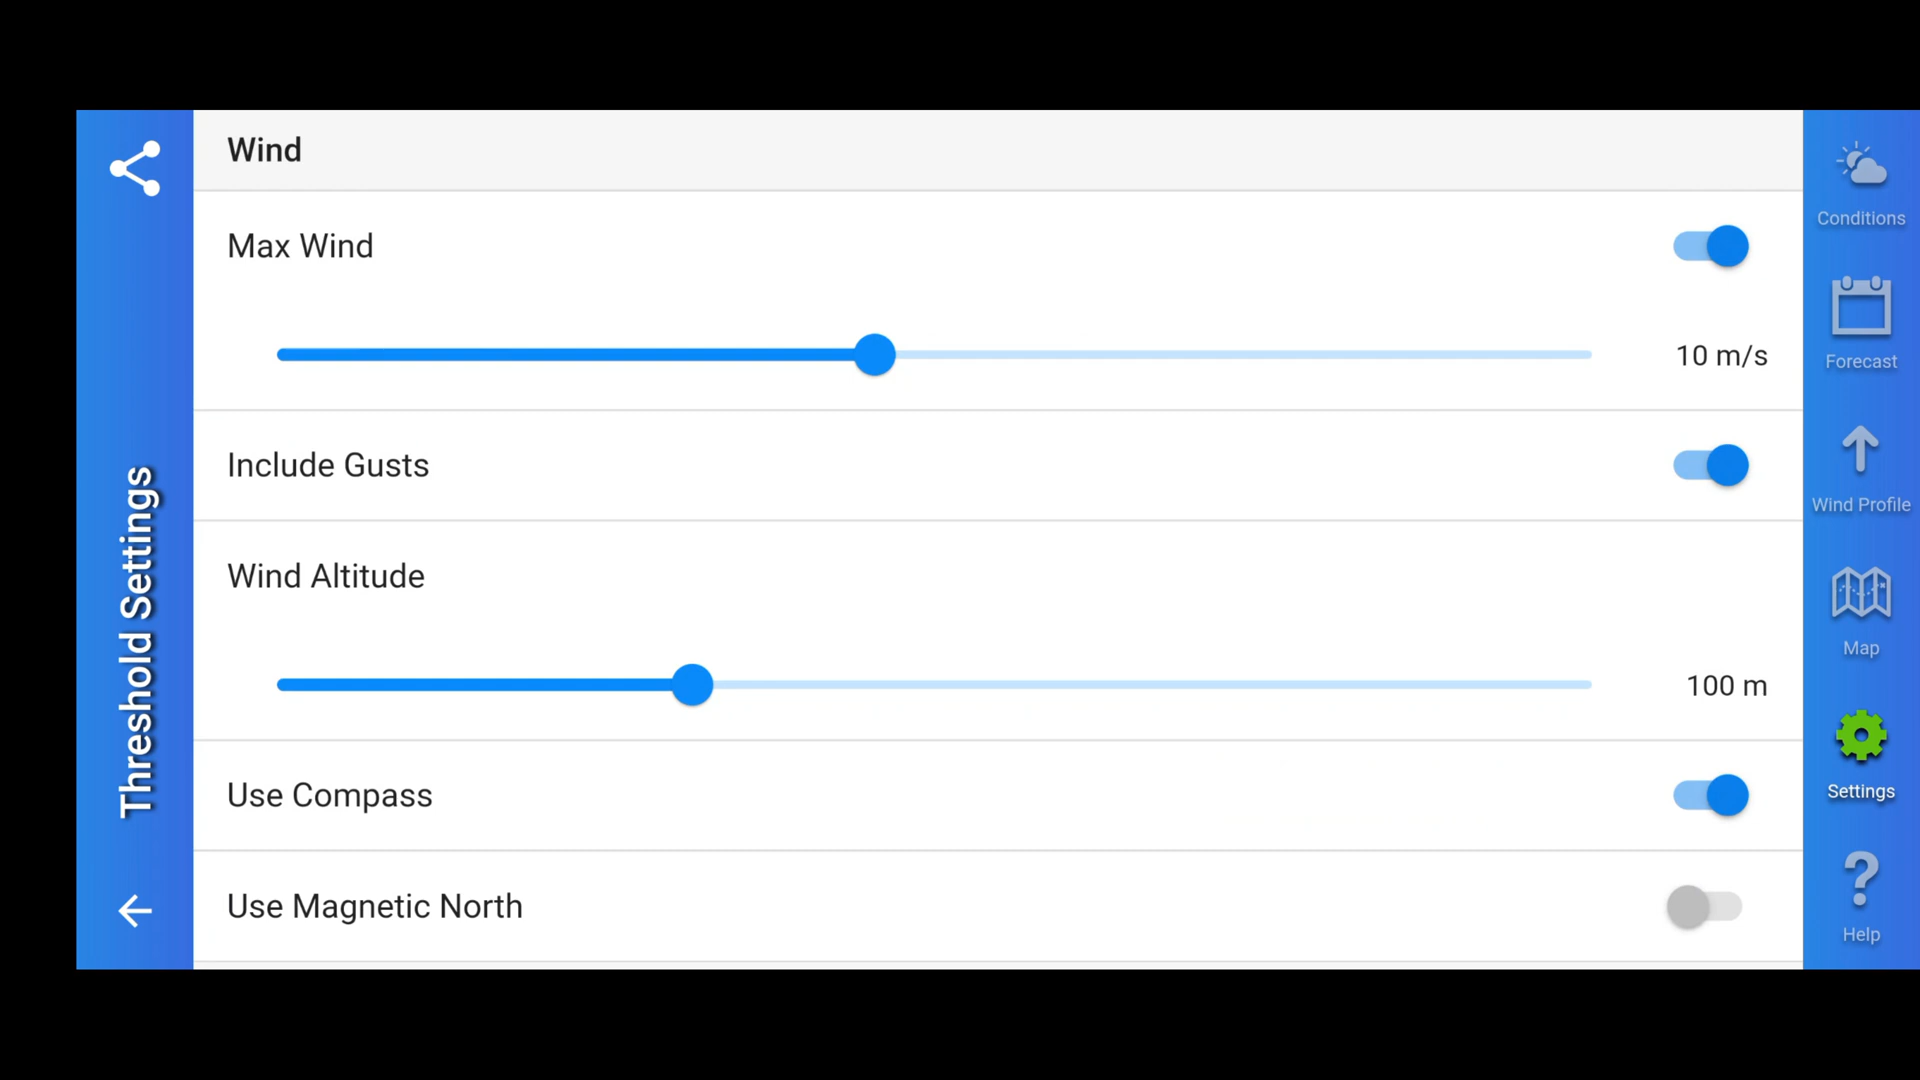 Threshold Settings
Wind
Max Wind
10 m/s
Include Gusts
Wind Altitude
100 m
Use Compass
Use Magnetic North
Conditions
Forecast
Wind Profile
Map
Settings
Help